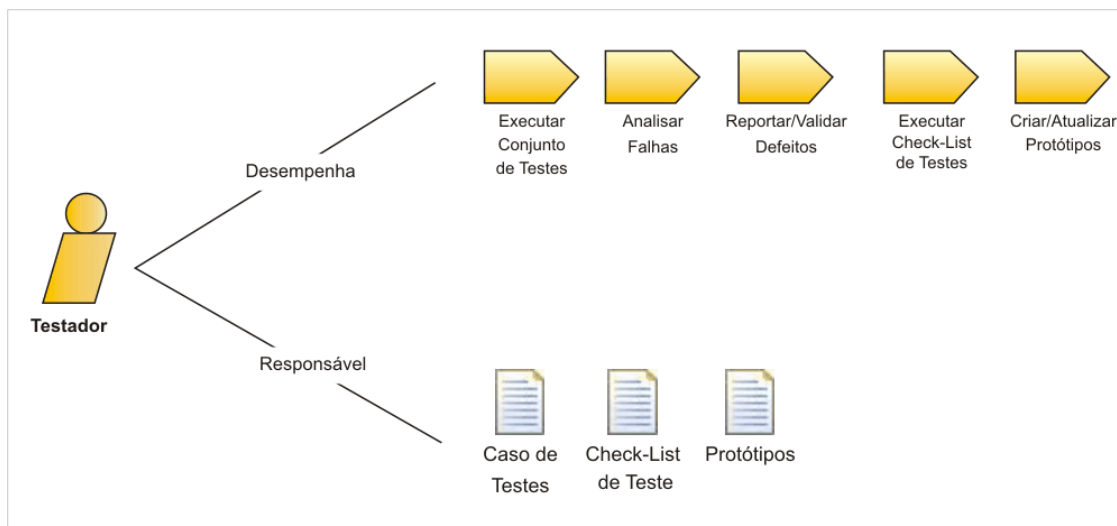 Executar
Conjunto
de Testes
Analisar
Falhas
Reportar/Validar
Defeitos
Executar
Check-List
de Testes
Criar/Atualizar
Protótipos
Desempenha
Testador
Responsável
Caso de
Testes
Check-List
de Teste
Protótipos